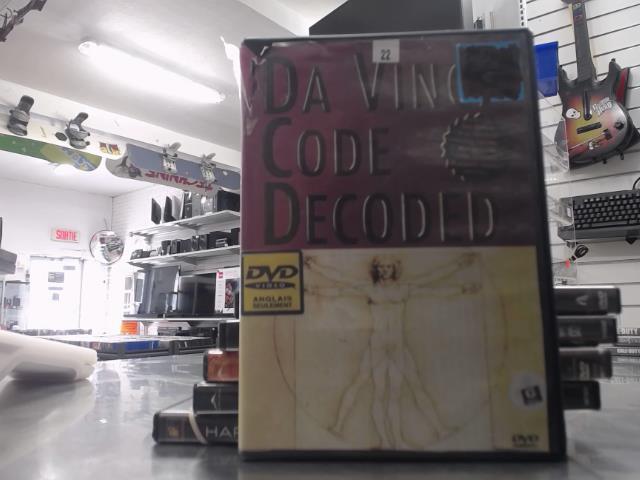 22
DA VINC
CODE
DECODED
DVD
VIDEO
ANGLAIS
SEULEMENT
SORTIE
HAR
DVD